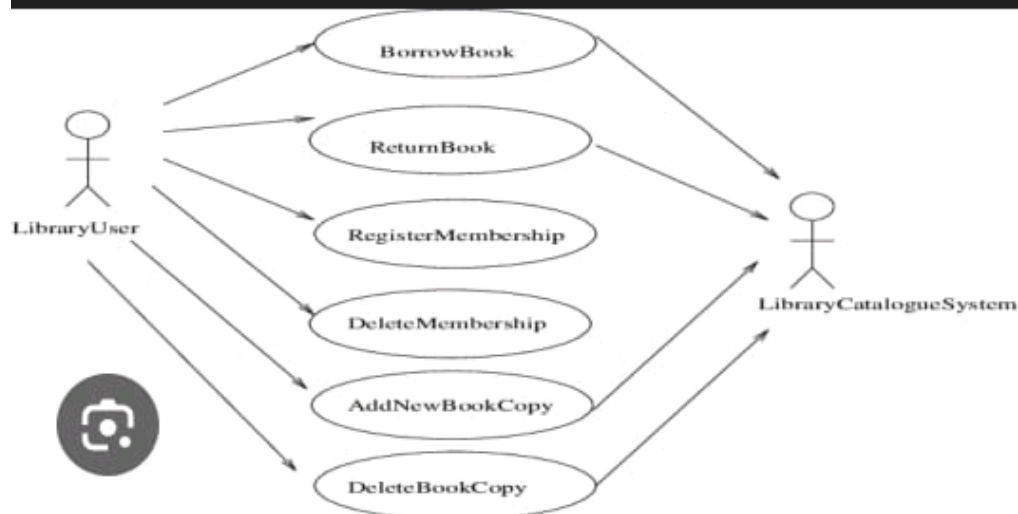 BorrowBook
ReturnBook
LibraryUser
RegisterMembership
LibraryCatalogueSystem
DeleteMembership
AddNewBookCopy
DeleteBookCopy